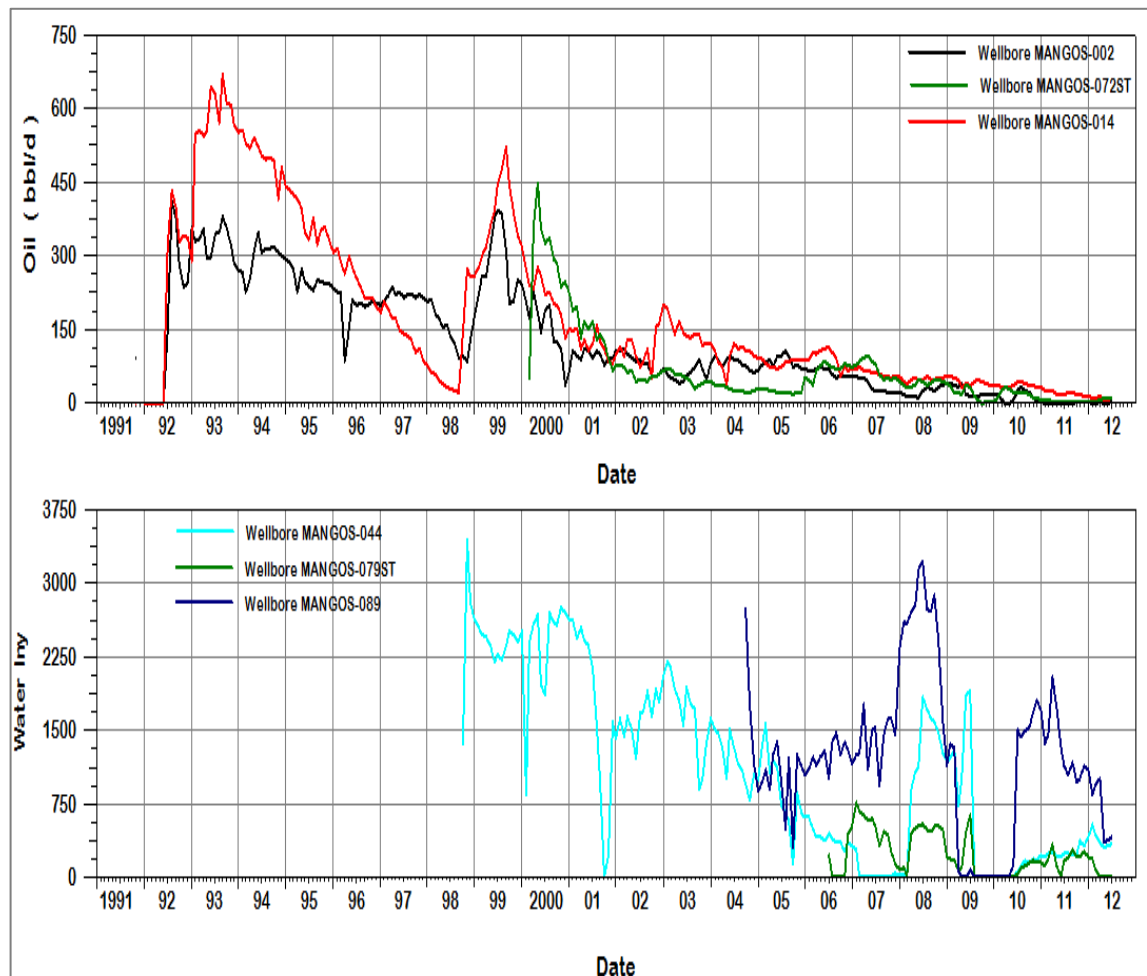 750
600
450
300
150
0
Oil ( bbl/d )
Wellbore MANGOS-002
Wellbore MANGOS-072ST
Wellbore MANGOS-014
1991 92 93 94 95 96 97 98 99 2000 01 02 03 04 05 06 07 08 09 10 11 12
Date
3750
3000
2250
1500
750
0
Water Iny
Wellbore MANGOS-044
Wellbore MANGOS-079ST
Wellbore MANGOS-089
1991 92 93 94 95 96 97 98 99 2000 01 02 03 04 05 06 07 08 09 10 11 12
Date